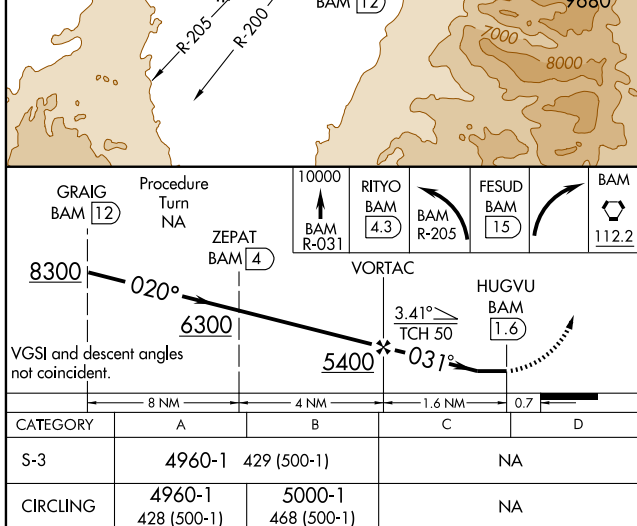 BAM 12
9680
R-205
R-200
7000
8000
GRAIG
BAM 12
Procedure
Turn
NA
ZEPAT
BAM 4
10000
BAM
R-031
RITYO
BAM
4.3
BAM
R-205
FESUD
BAM
15
BAM
112.2
VORTAC
HUGVU
BAM
1.6
8300
020°
6300
5400
3.41°
TCH 50
031°
VGSI and descent angles
not coincident.
8 NM
4 NM
1.6 NM
0.7
CATEGORY A B C D
S-3 4960-1 429 (500-1) NA
CIRCLING 4960-1 428 (500-1) 5000-1 468 (500-1) NA